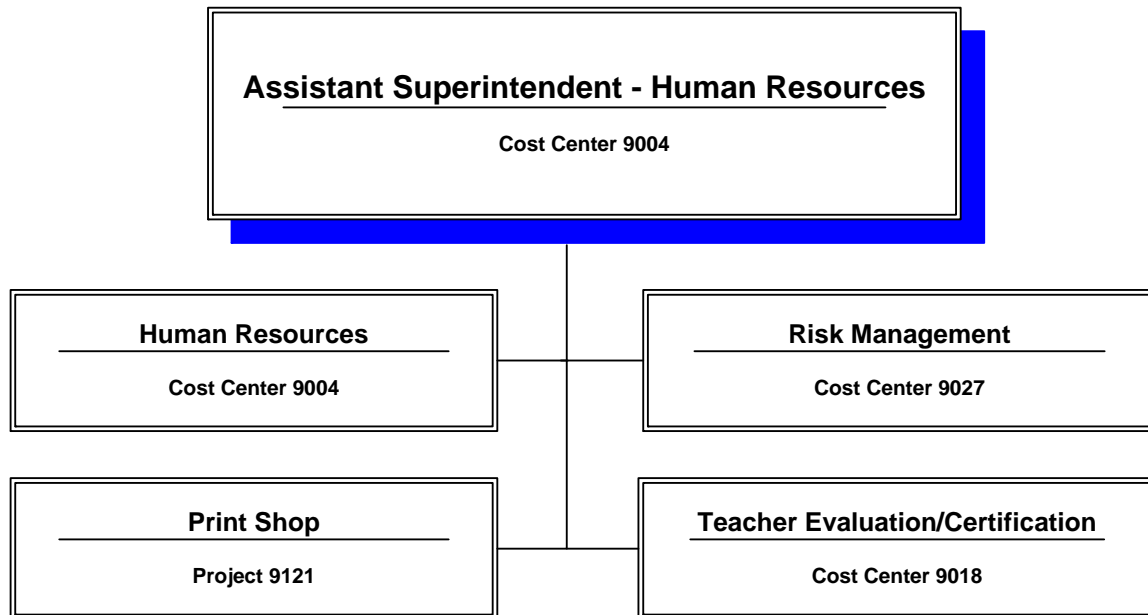 Assistant Superintendent - Human Resources
Cost Center 9004
Human Resources
Cost Center 9004
Risk Management
Cost Center 9027
Print Shop
Project 9121
Teacher Evaluation/Certification
Cost Center 9018